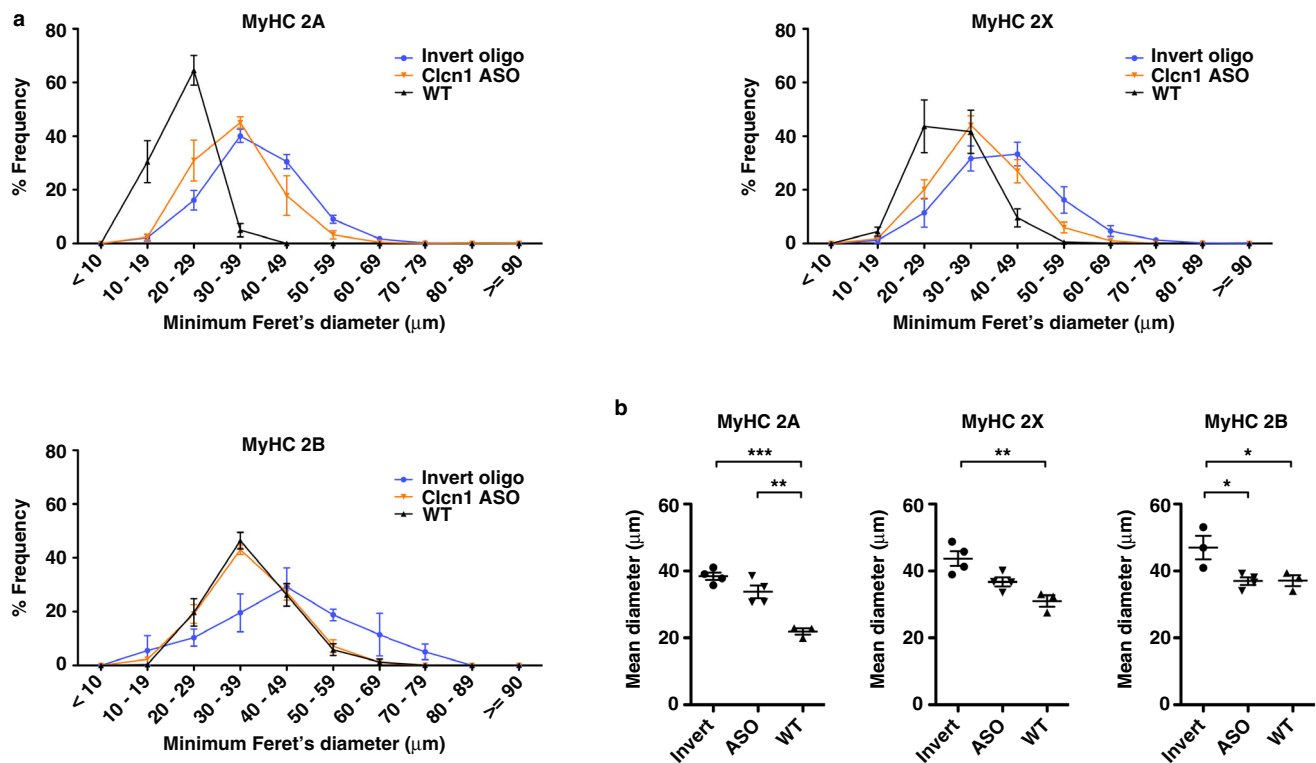 a
MyHC 2A
% Frequency
80
60
40
20
0
Invert oligo
Clcn1 ASO
WT
< 10
10 - 19
20 - 29
30 - 39
40 - 49
50 - 59
60 - 69
70 - 79
80 - 89
>= 90
Minimum Feret's diameter (μm)
MyHC 2X
% Frequency
80
60
40
20
0
Invert oligo
Clcn1 ASO
WT
< 10
10 - 19
20 - 29
30 - 39
40 - 49
50 - 59
60 - 69
70 - 79
80 - 89
>= 90
Minimum Feret's diameter (μm)
MyHC 2B
% Frequency
80
60
40
20
0
Invert oligo
Clcn1 ASO
WT
< 10
10 - 19
20 - 29
30 - 39
40 - 49
50 - 59
60 - 69
70 - 79
80 - 89
>= 90
Minimum Feret's diameter (μm)
b
MyHC 2A
***
**
Mean diameter (μm)
60
40
20
0
Invert
ASO
WT
MyHC 2X
**
Mean diameter (μm)
60
40
20
0
Invert
ASO
WT
MyHC 2B
*
*
Mean diameter (μm)
60
40
20
0
Invert
ASO
WT